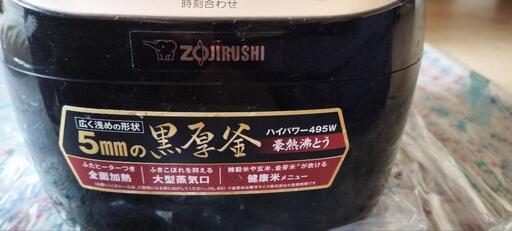 時刻合わせ
ZOJIRUSHI
広く浅めの形状
5mmの黒厚釜
ハイパワー495W
豪熱沸とう
ふたヒーターつき
全面加熱
ふきこぼれを抑える
大型蒸気口
雑穀米や玄米、金芽米※が炊ける
健康米メニュー